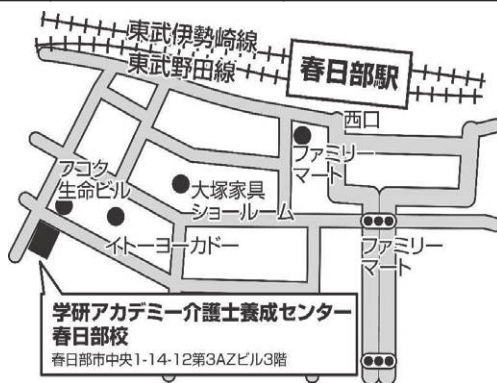 東武伊勢崎線
東武野田線
春日部駅
西口
ファミリー
マート
フコク
生命ビル
大塚家具
ショールーム
イトーヨーカドー
ファミリー
マート
学研アカデミー介護士養成センター
春日部校
春日部市中央1-14-12第3AZビル3階